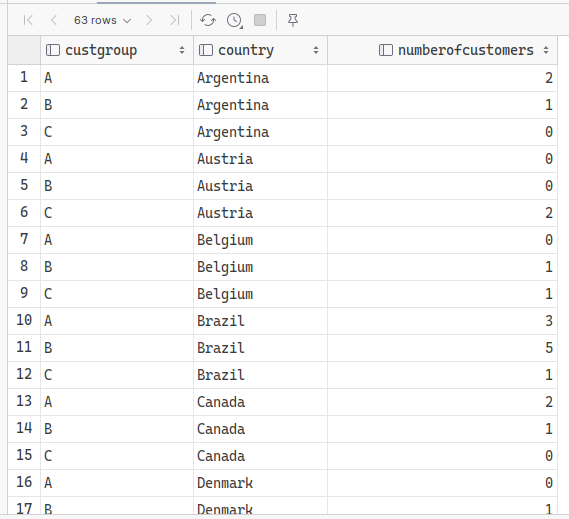 63 rows
custgroup country numberofcustomers
1 A Argentina 2
2 B Argentina 1
3 C Argentina 0
4 A Austria 0
5 B Austria 0
6 C Austria 2
7 A Belgium 0
8 B Belgium 1
9 C Belgium 1
10 A Brazil 3
11 B Brazil 5
12 C Brazil 1
13 A Canada 2
14 B Canada 1
15 C Canada 0
16 A Denmark 0
17 B Denmark 1